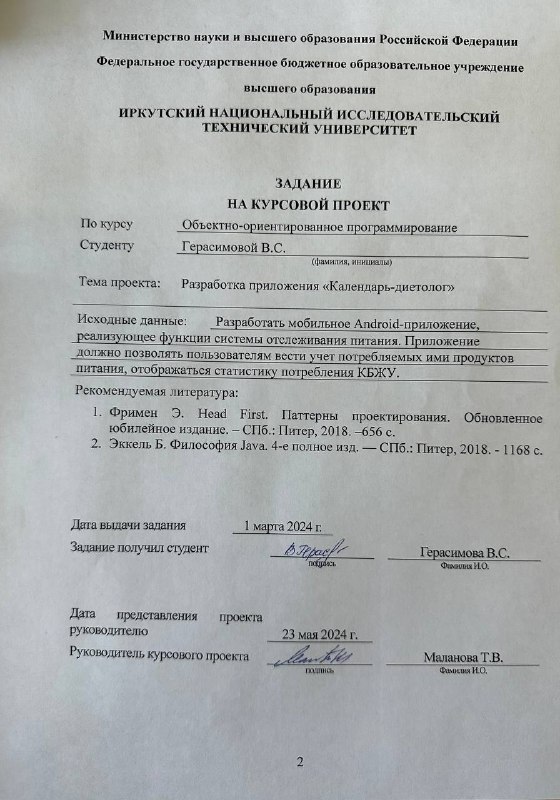 Министерство науки и высшего образования Российской Федерации
Федеральное государственное бюджетное образовательное учреждение
высшего образования
ИРКУТСКИЙ НАЦИОНАЛЬНЫЙ ИССЛЕДОВАТЕЛЬСКИЙ
ТЕХНИЧЕСКИЙ УНИВЕРСИТЕТ
ЗАДАНИЕ
НА КУРСОВОЙ ПРОЕКТ
По курсу Объектно-ориентированное программирование
Студенту Герасимовой В.С.
(фамилия, инициалы)
Тема проекта: Разработка приложения «Календарь-диетолог»
Исходные данные: Разработать мобильное Android-приложение,
реализующее функции системы отслеживания питания. Приложение
должно позволять пользователям вести учет потребляемых ими продуктов
питания, отображаться статистику потребления КБЖУ.
Рекомендуемая литература:
1. Фримен Э. Head First. Паттерны проектирования. Обновленное
юбилейное издание. – СПб.: Питер, 2018. –656 с.
2. Эккель Б. Философия Java. 4-е полное изд. — СПб.: Питер, 2018. - 1168 с.
Дата выдачи задания 1 марта 2024 г.
Задание получил студент Герасимова В.С.
подпись Фамилия И.О.
Дата представления проекта
руководителю 23 мая 2024 г.
Руководитель курсового проекта Маланова Т.В.
подпись Фамилия И.О.
2